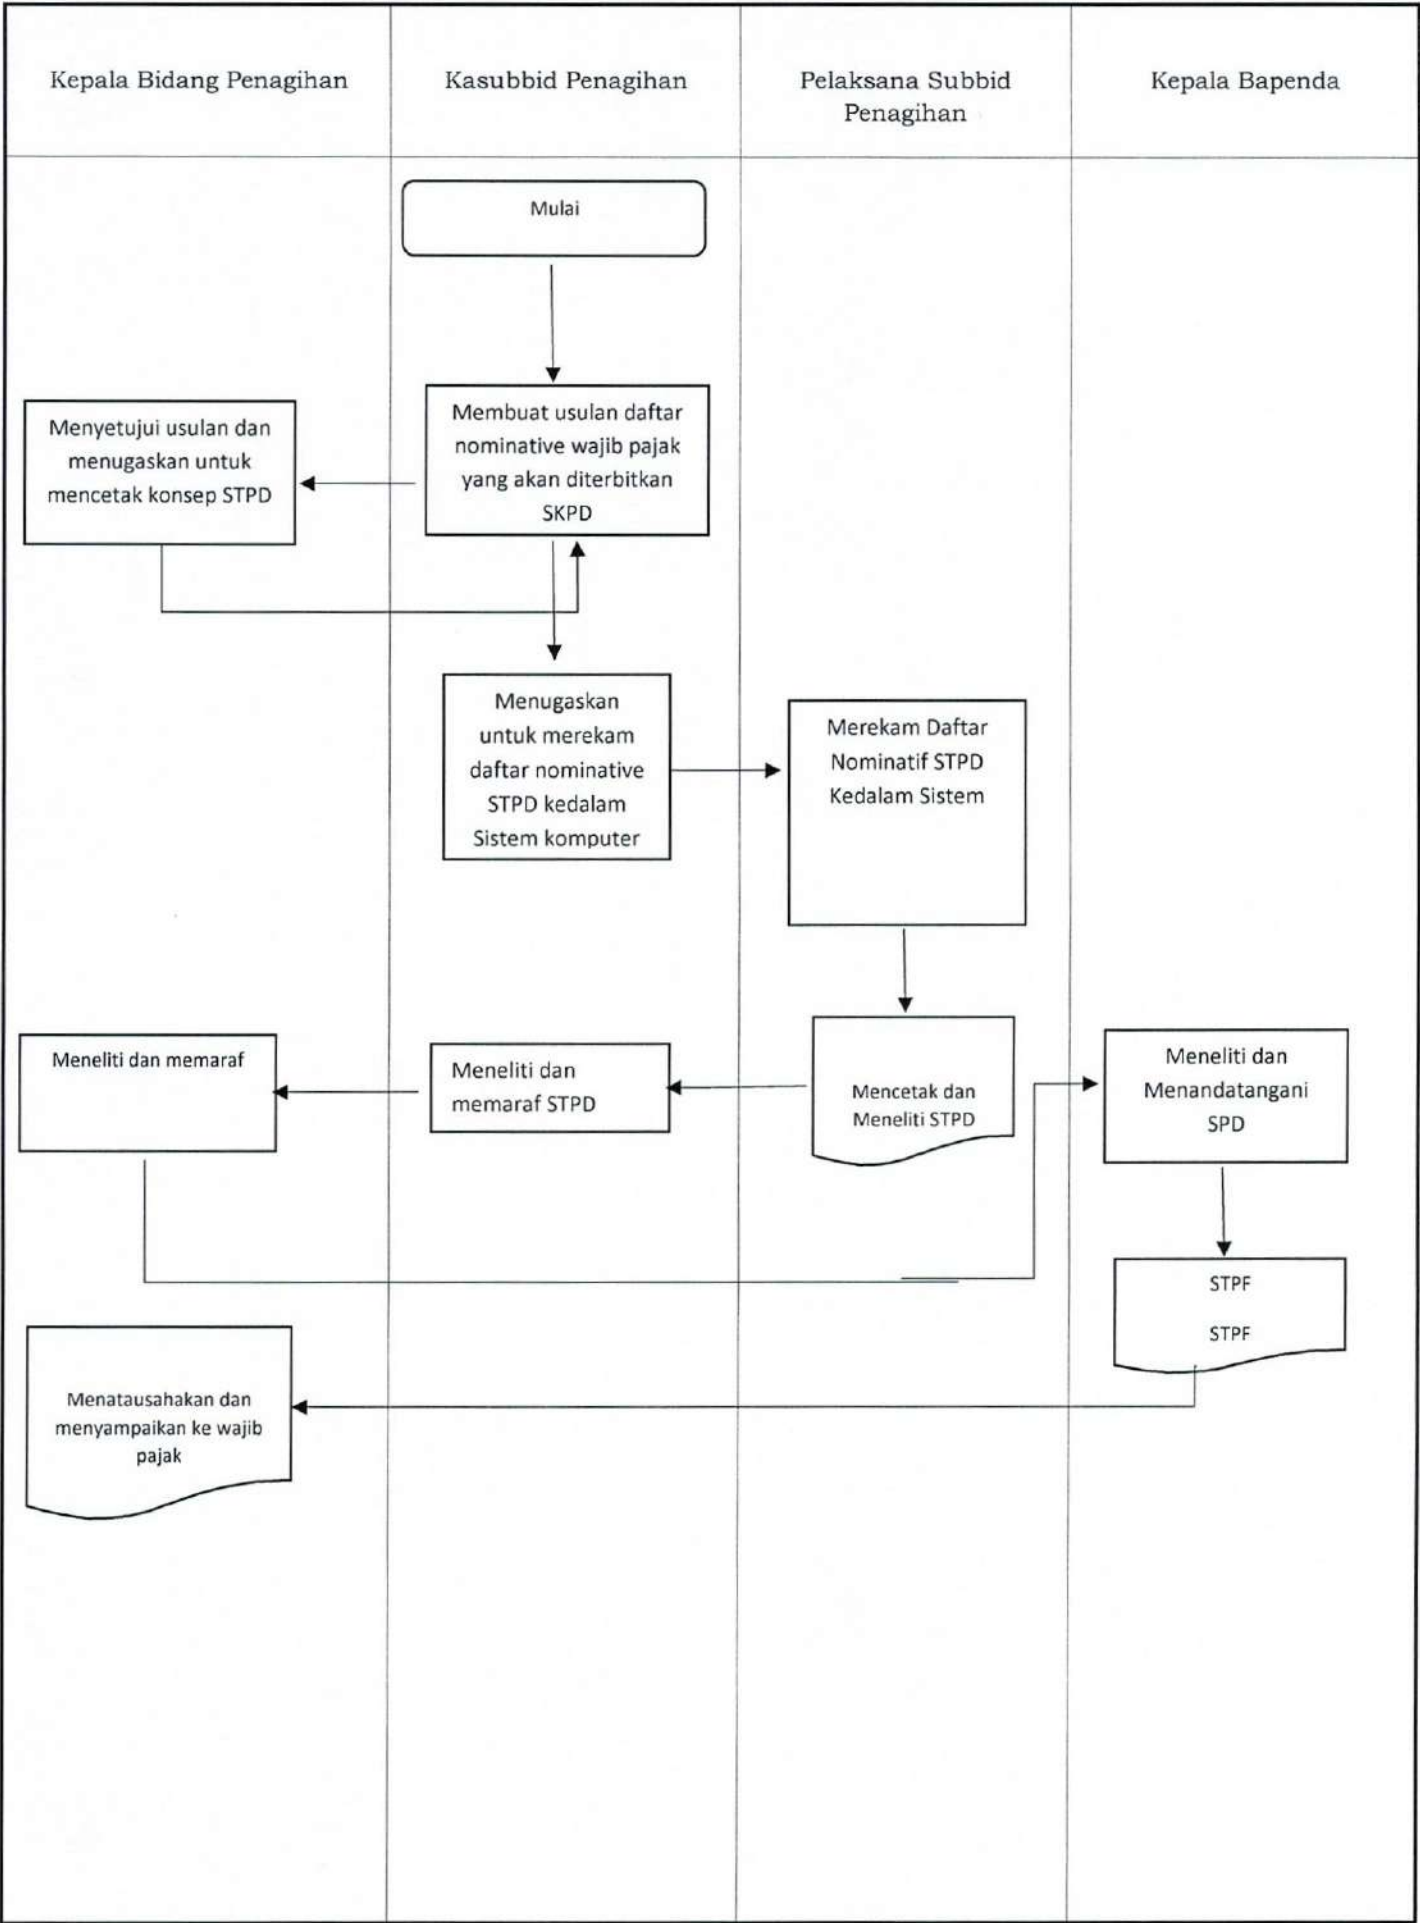 Kepala Bidang Penagihan
Kasubbid Penagihan
Pelaksana Subbid
Penagihan
Kepala Bapenda
Mulai
Membuat usulan daftar
nominative wajib pajak
yang akan diterbitkan
SKPD
Menyetujui usulan dan
menugaskan untuk
mencetak konsep STPD
Menugaskan
untuk merekam
daftar nominative
STPD kedalam
Sistem komputer
Merekam Daftar
Nominatif STPD
Kedalam Sistem
Mencetak dan
Meneliti STPD
Meneliti dan
memaraf STPD
Meneliti dan memaraf
Meneliti dan
Menandatangani
SPD
STPF
STPF
Menatausahakan dan
menyampaikan ke wajib
pajak